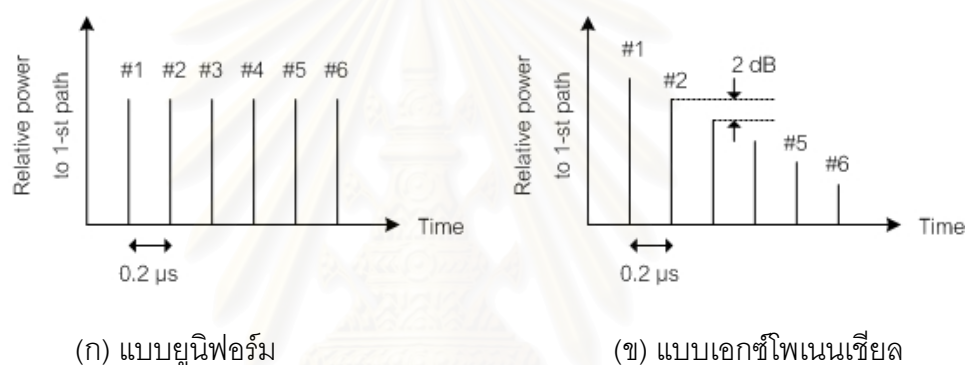 Relative power
to 1-st path
#1 #2 #3 #4 #5 #6
Time
0.2 µs
(ก) แบบยูนิฟอร์ม
Relative power
to 1-st path
#1
#2
2 dB
#5
#6
Time
0.2 µs
(ข) แบบเอกซ์โพเนนเชียล